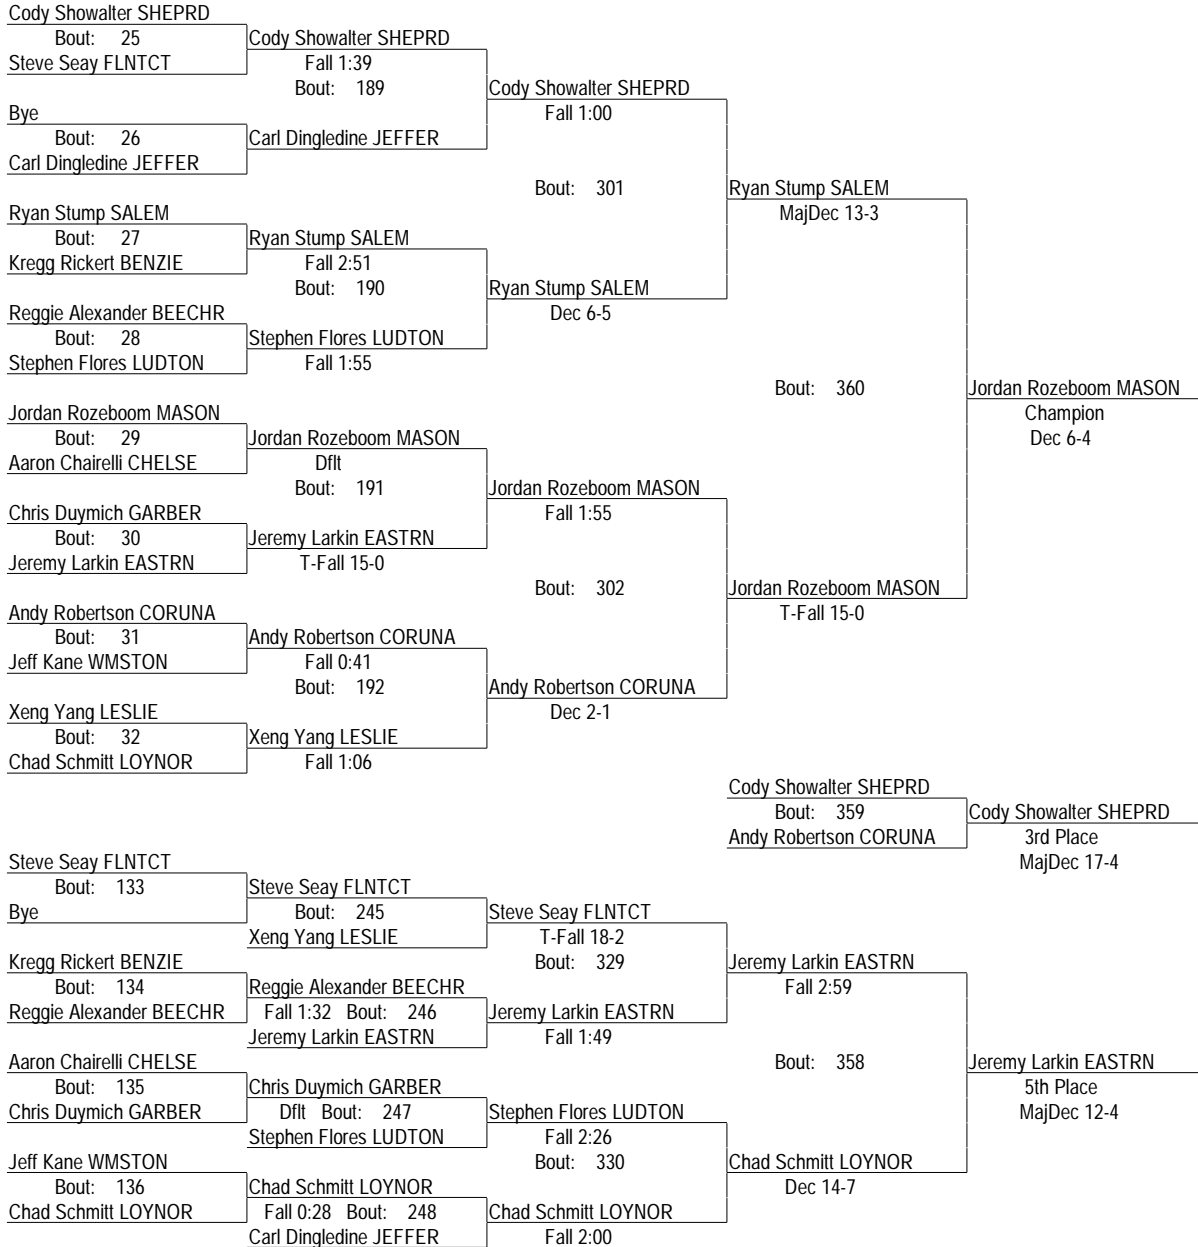 Cody Showalter SHEPRD
Bout: 25 Cody Showalter SHEPRD
Steve Seay FLNTCT Fall 1:39
Bout: 189 Cody Showalter SHEPRD
Bye Fall 1:00
Bout: 26 Carl Dingledine JEFFER
Carl Dingledine JEFFER
Bout: 301 Ryan Stump SALEM
Ryan Stump SALEM MajDec 13-3
Bout: 27 Ryan Stump SALEM
Kregg Rickert BENZIE Fall 2:51
Bout: 190 Ryan Stump SALEM
Reggie Alexander BEECHR Dec 6-5
Bout: 28 Stephen Flores LUDTON
Stephen Flores LUDTON Fall 1:55
Bout: 360 Jordan Rozeboom MASON
Jordan Rozeboom MASON Champion
Bout: 29 Jordan Rozeboom MASON Dec 6-4
Aaron Chairelli CHELSE Dflt
Bout: 191 Jordan Rozeboom MASON
Chris Duymich GARBER Fall 1:55
Bout: 30 Jeremy Larkin EASTRN
Jeremy Larkin EASTRN T-Fall 15-0
Bout: 302 Jordan Rozeboom MASON
Andy Robertson CORUNA T-Fall 15-0
Bout: 31 Andy Robertson CORUNA
Jeff Kane WMSTON Fall 0:41
Bout: 192 Andy Robertson CORUNA
Xeng Yang LESLIE Dec 2-1
Bout: 32 Xeng Yang LESLIE
Chad Schmitt LOYNOR Fall 1:06
Cody Showalter SHEPRD
Bout: 359 Cody Showalter SHEPRD
Andy Robertson CORUNA 3rd Place
Steve Seay FLNTCT MajDec 17-4
Bout: 133 Steve Seay FLNTCT
Bye Bout: 245 Steve Seay FLNTCT
Xeng Yang LESLIE T-Fall 18-2
Kregg Rickert BENZIE Bout: 329 Jeremy Larkin EASTRN
Bout: 134 Reggie Alexander BEECHR Fall 2:59
Reggie Alexander BEECHR Fall 1:32 Bout: 246 Jeremy Larkin EASTRN
Jeremy Larkin EASTRN Fall 1:49
Aaron Chairelli CHELSE Bout: 358 Jeremy Larkin EASTRN
Bout: 135 Chris Duymich GARBER 5th Place
Chris Duymich GARBER Dflt Bout: 247 Stephen Flores LUDTON MajDec 12-4
Stephen Flores LUDTON Fall 2:26
Jeff Kane WMSTON Bout: 330 Chad Schmitt LOYNOR
Bout: 136 Chad Schmitt LOYNOR Dec 14-7
Chad Schmitt LOYNOR Fall 0:28 Bout: 248 Chad Schmitt LOYNOR
Carl Dingledine JEFFER Fall 2:00